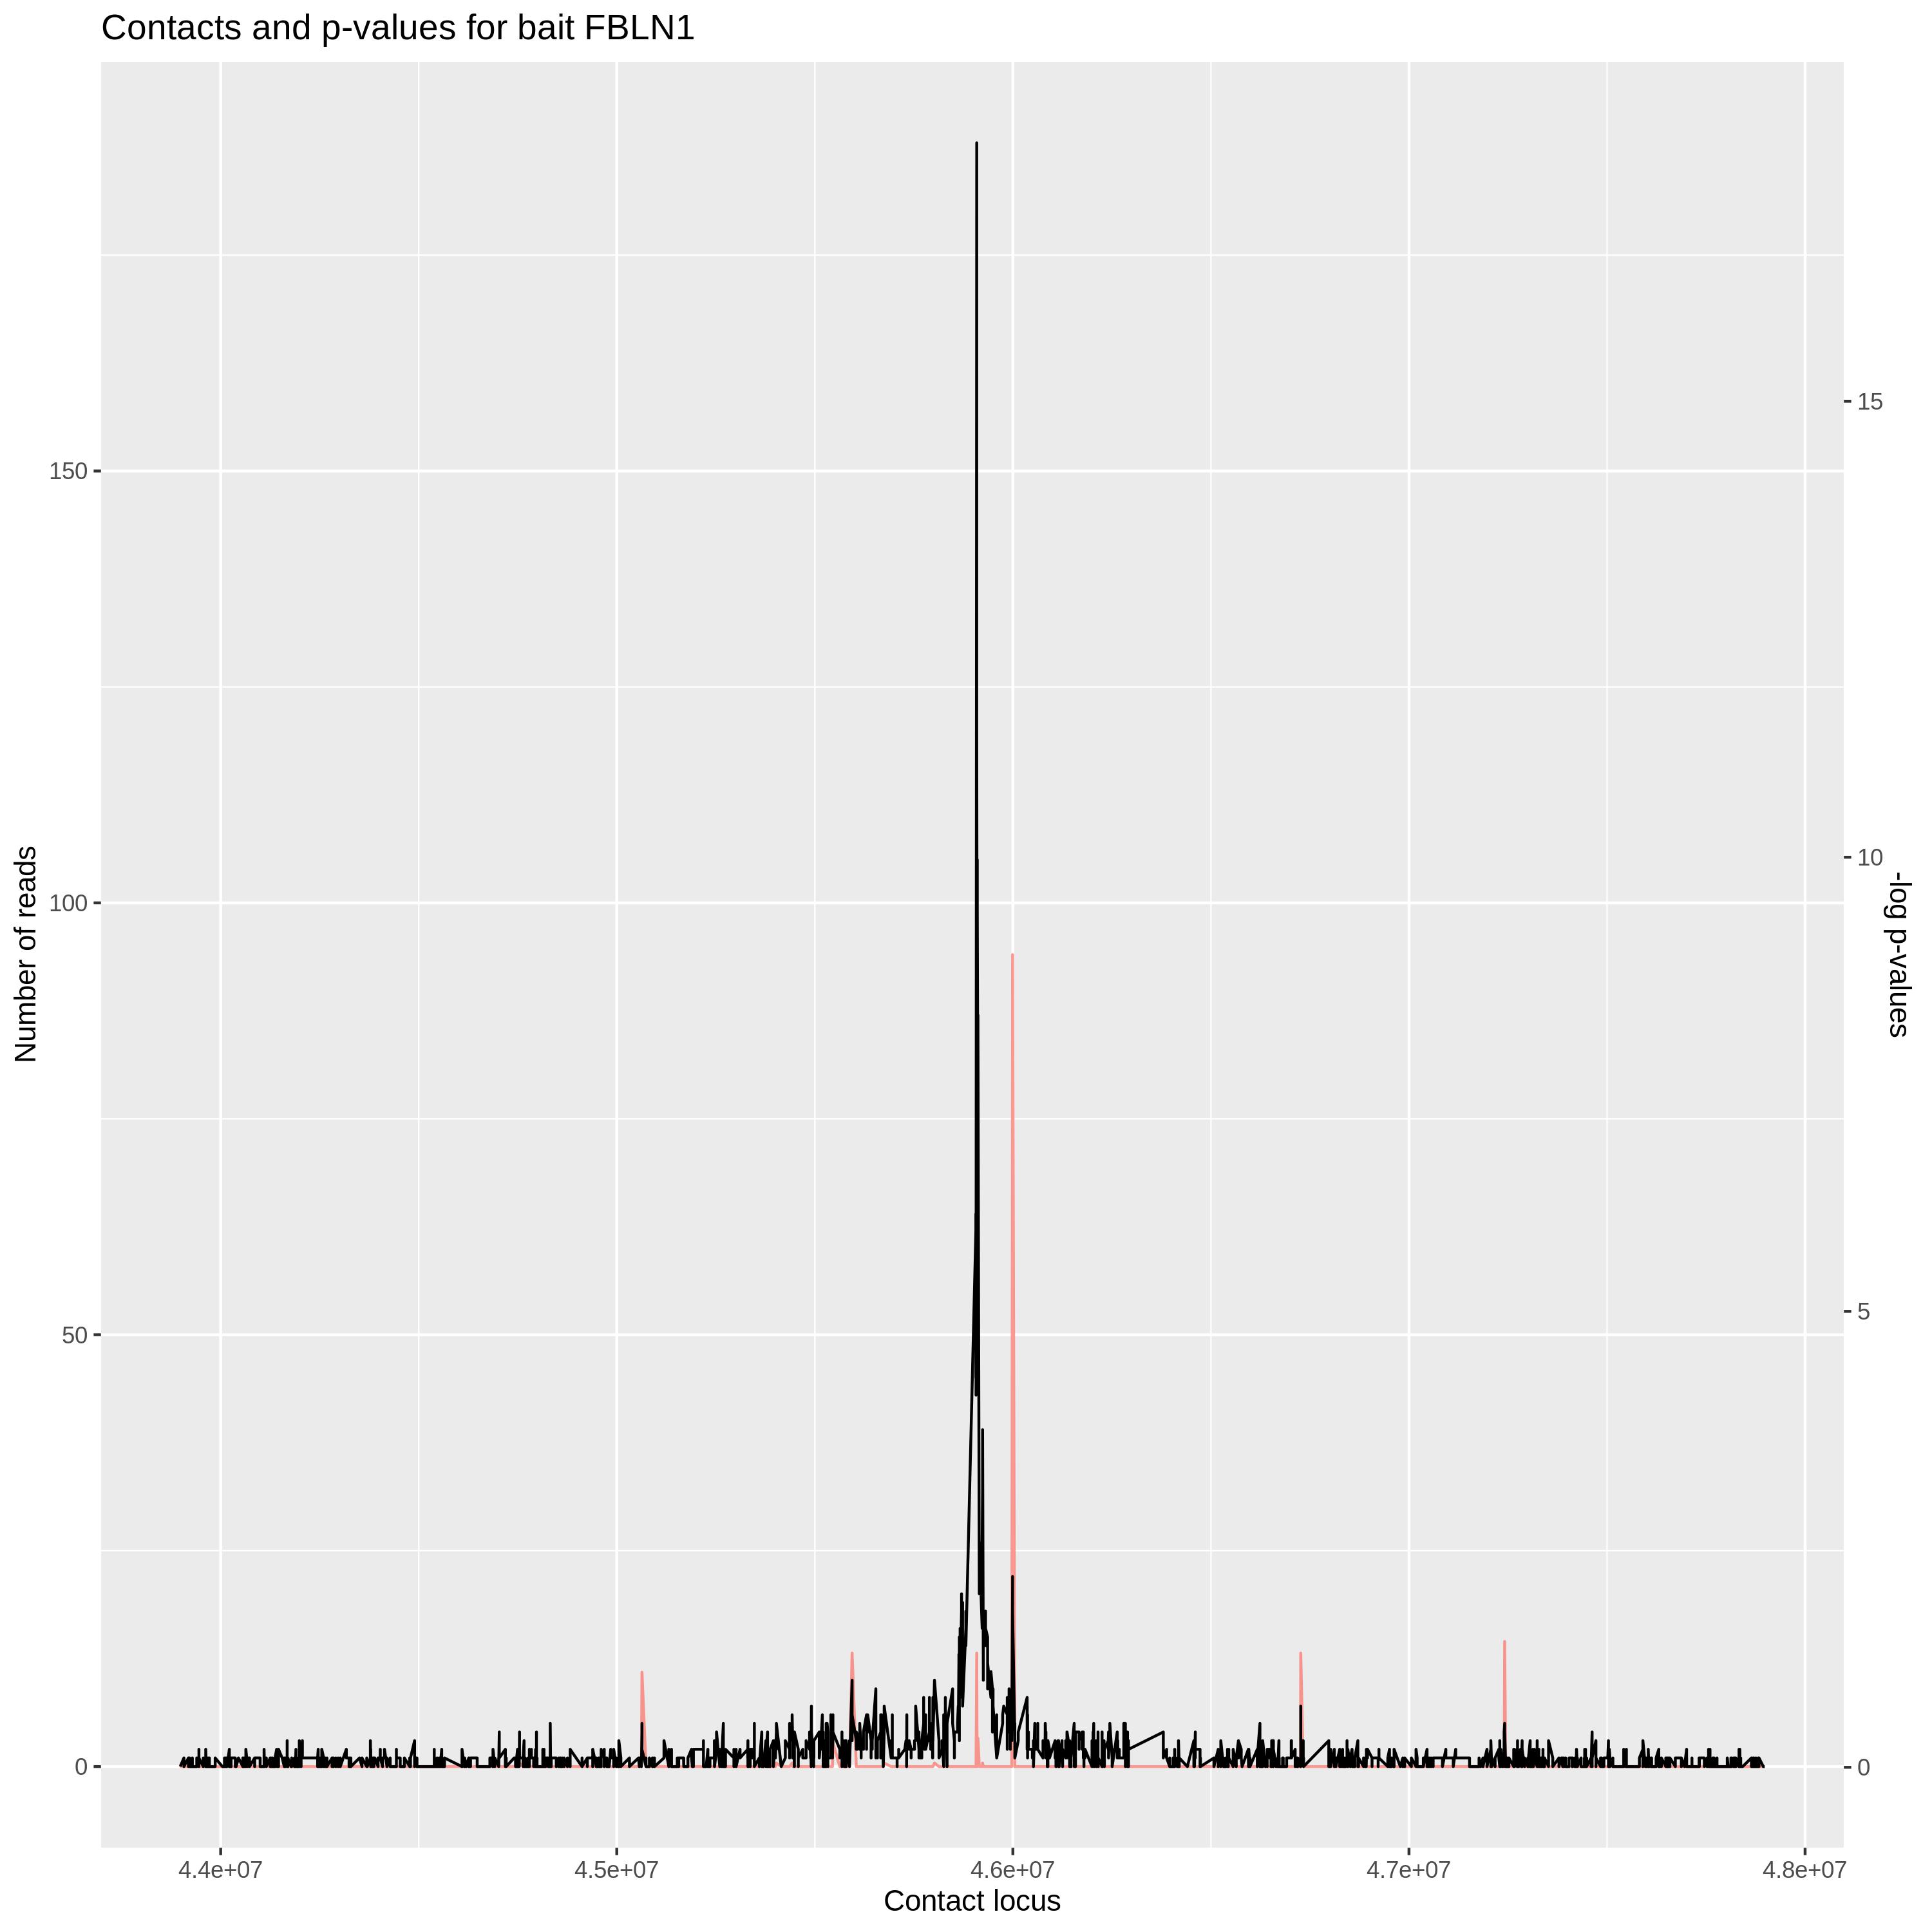 Contacts and p-values for bait FBLN1
150
100
50
0
Number of reads
15
10
5
0
-log p-values
4.4e+07
4.5e+07
4.6e+07
4.7e+07
4.8e+07
Contact locus